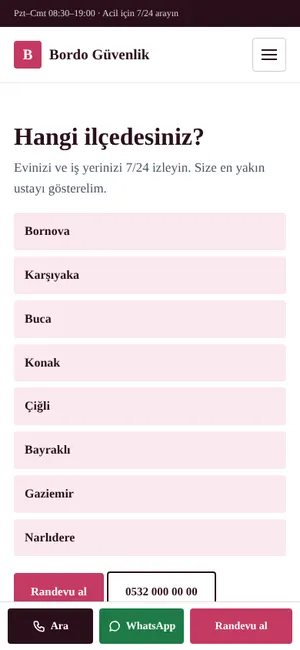 Pzt–Cmt 08:30–19:00 · Acil için 7/24 arayın
B Bordo Güvenlik
Hangi ilçedesiniz?
Evinizi ve iş yerinizi 7/24 izleyin. Size en yakın
ustayı gösterelim.
Bornova
Karşıyaka
Buca
Konak
Çiğli
Bayraklı
Gaziemir
Narlıdere
Randevu al 0532 000 00 00
Ara WhatsApp Randevu al